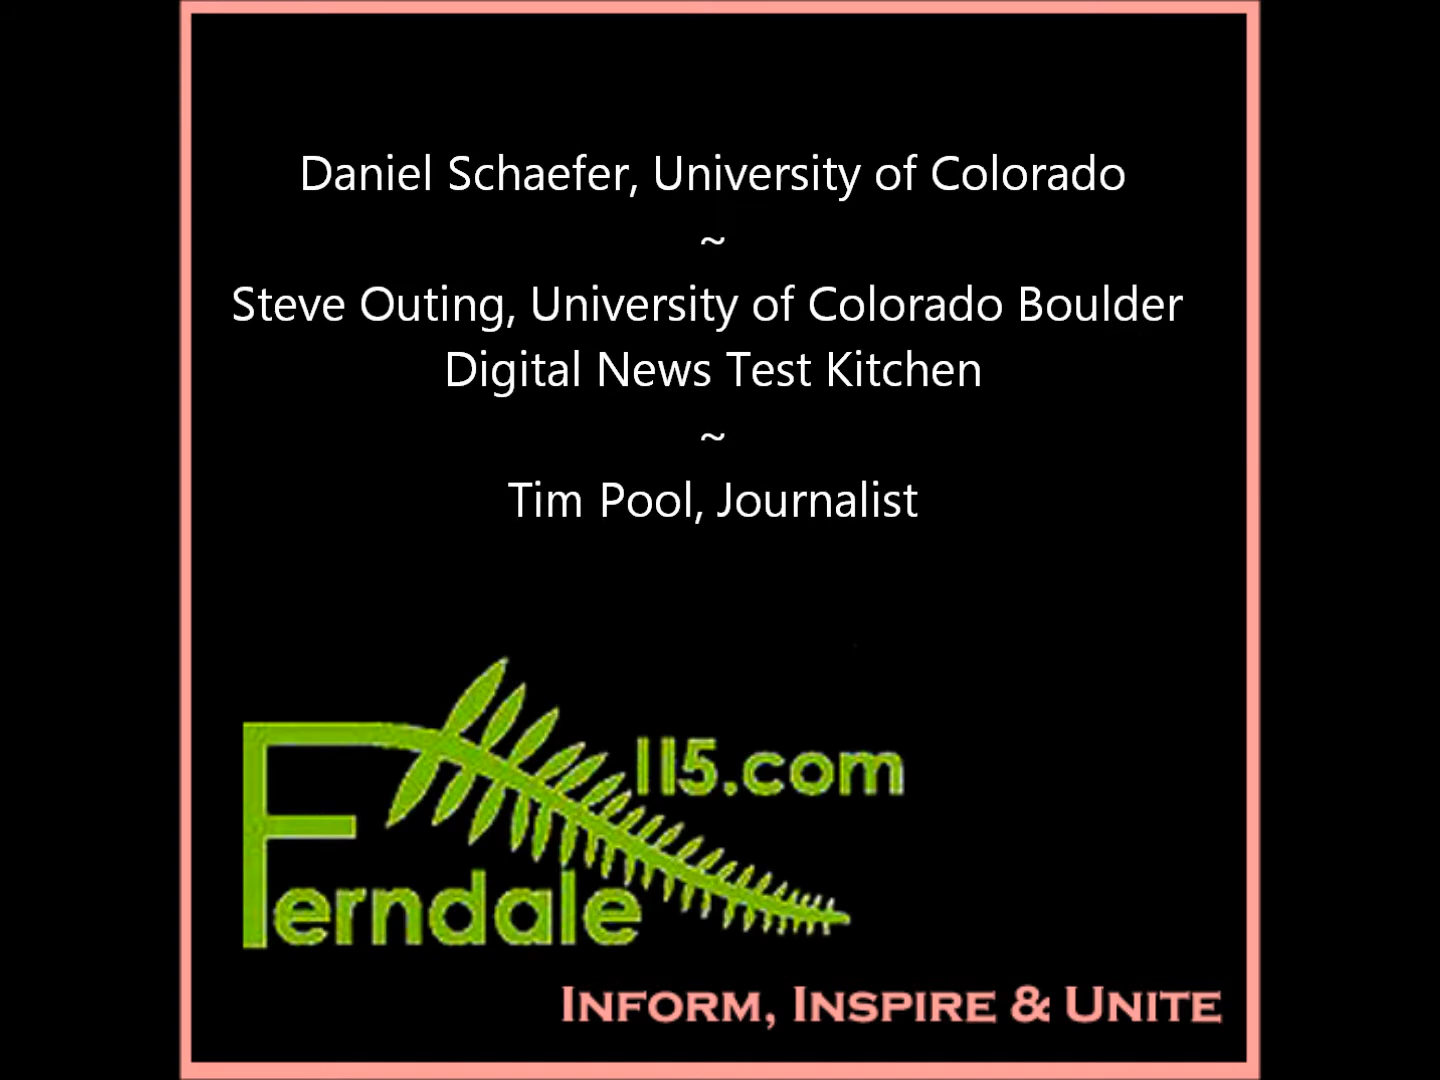 Daniel Schaefer, University of Colorado
~
Steve Outing, University of Colorado Boulder
Digital News Test Kitchen
~
Tim Pool, Journalist
115.com
Ferndale
INFORM, INSPIRE & UNITE